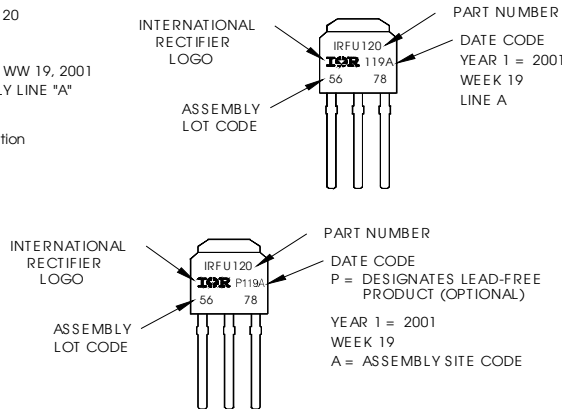 20
WW 19, 2001
LY LINE "A"
tion
INTERNATIONAL
RECTIFIER
LOGO
ASSEMBLY
LOT CODE
IRFU120
IOR 119A
56 78
PART NUMBER
DATE CODE
YEAR 1 = 2001
WEEK 19
LINE A
INTERNATIONAL
RECTIFIER
LOGO
ASSEMBLY
LOT CODE
IRFU120
IOR P119A
56 78
PART NUMBER
DATE CODE
P = DESIGNATES LEAD-FREE
PRODUCT (OPTIONAL)
YEAR 1 = 2001
WEEK 19
A = ASSEMBLY SITE CODE